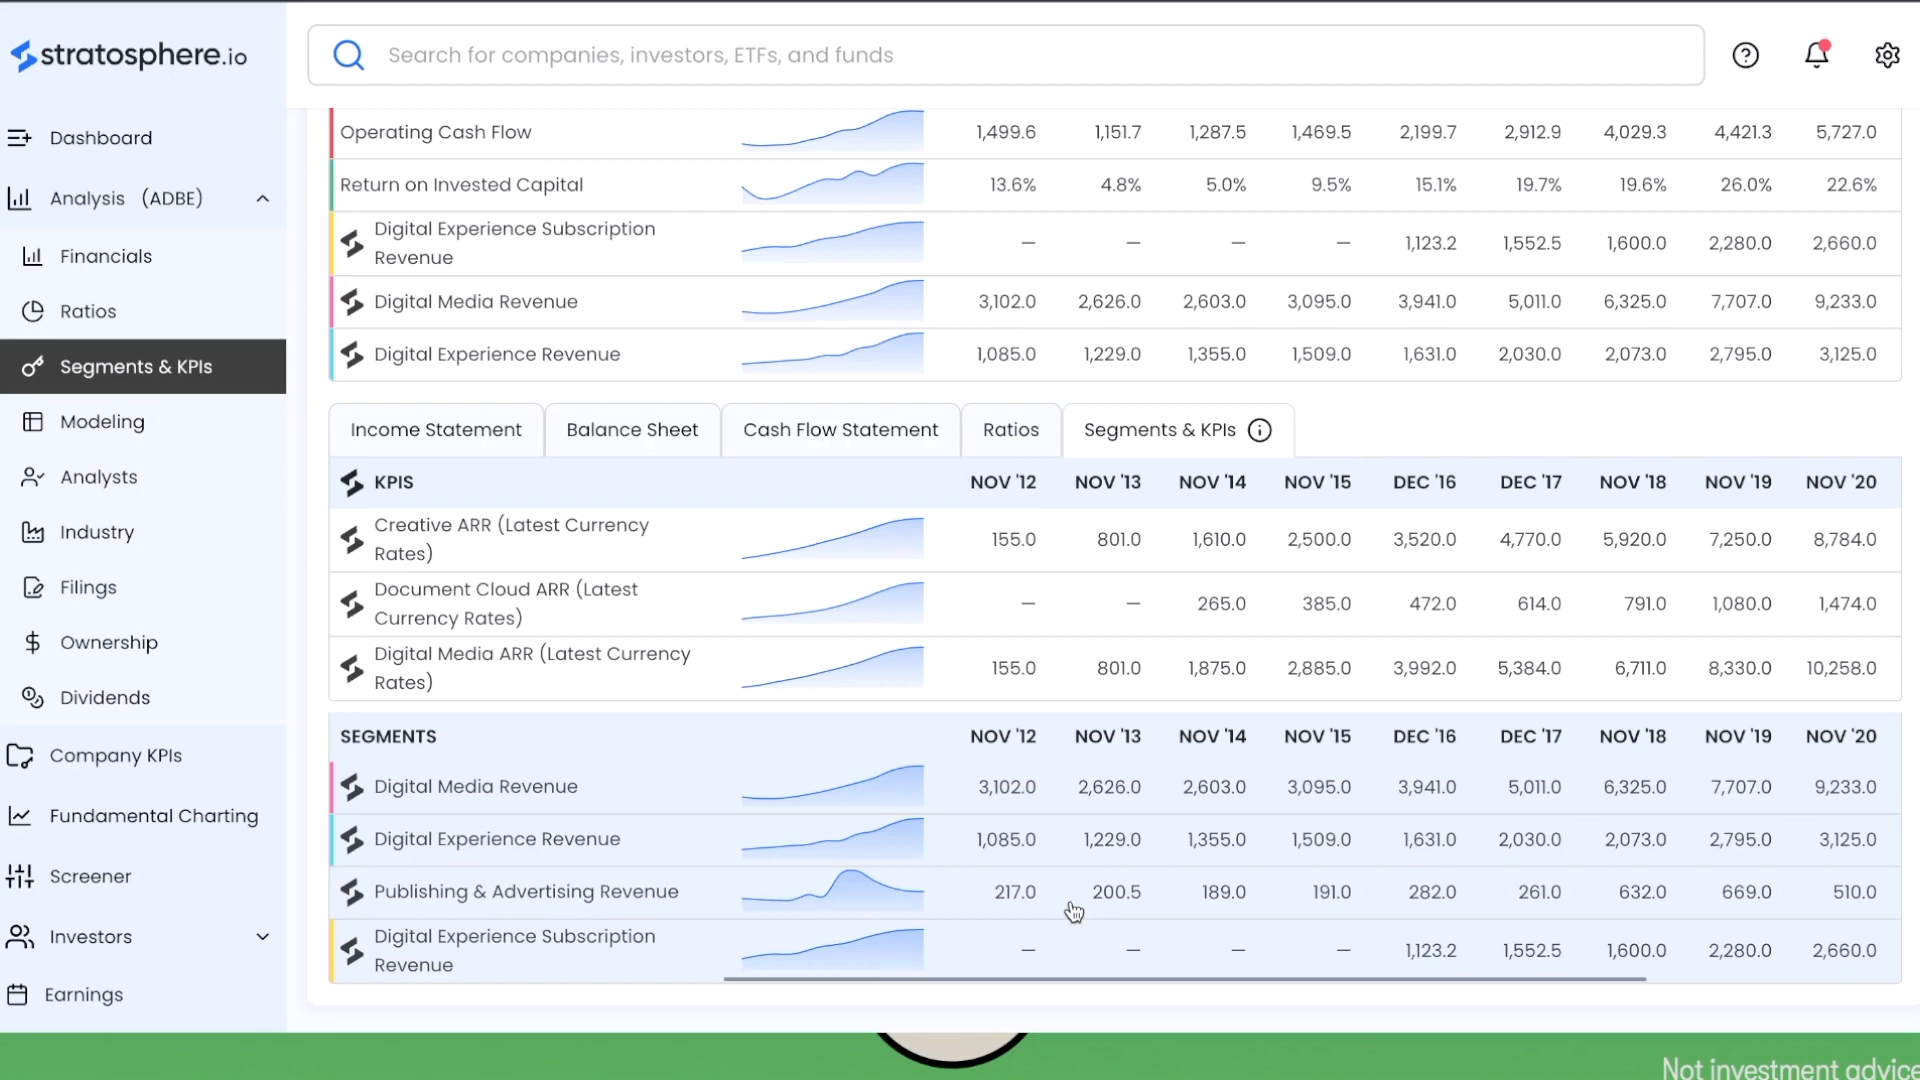 stratosphere.io
Search for companies, investors, ETFs, and funds
Dashboard
Analysis (ADBE)
Financials
Ratios
Segments & KPIs
Modeling
Analysts
Industry
Filings
Ownership
Dividends
Company KPIs
Fundamental Charting
Screener
Investors
Earnings
Operating Cash Flow 1,499.6 1,151.7 1,287.5 1,469.5 2,199.7 2,912.9 4,029.3 4,421.3 5,727.0
Return on Invested Capital 13.6% 4.8% 5.0% 9.5% 15.1% 19.7% 19.6% 26.0% 22.6%
Digital Experience Subscription
Revenue — — — — 1,123.2 1,552.5 1,600.0 2,280.0 2,660.0
Digital Media Revenue 3,102.0 2,626.0 2,603.0 3,095.0 3,941.0 5,011.0 6,325.0 7,707.0 9,233.0
Digital Experience Revenue 1,085.0 1,229.0 1,355.0 1,509.0 1,631.0 2,030.0 2,073.0 2,795.0 3,125.0
Income Statement Balance Sheet Cash Flow Statement Ratios Segments & KPIs
KPIS NOV '12 NOV '13 NOV '14 NOV '15 DEC '16 DEC '17 NOV '18 NOV '19 NOV '20
Creative ARR (Latest Currency
Rates) 155.0 801.0 1,610.0 2,500.0 3,520.0 4,770.0 5,920.0 7,250.0 8,784.0
Document Cloud ARR (Latest
Currency Rates) — — 265.0 385.0 472.0 614.0 791.0 1,080.0 1,474.0
Digital Media ARR (Latest Currency
Rates) 155.0 801.0 1,875.0 2,885.0 3,992.0 5,384.0 6,711.0 8,330.0 10,258.0
SEGMENTS NOV '12 NOV '13 NOV '14 NOV '15 DEC '16 DEC '17 NOV '18 NOV '19 NOV '20
Digital Media Revenue 3,102.0 2,626.0 2,603.0 3,095.0 3,941.0 5,011.0 6,325.0 7,707.0 9,233.0
Digital Experience Revenue 1,085.0 1,229.0 1,355.0 1,509.0 1,631.0 2,030.0 2,073.0 2,795.0 3,125.0
Publishing & Advertising Revenue 217.0 200.5 189.0 191.0 282.0 261.0 632.0 669.0 510.0
Digital Experience Subscription
Revenue — — — — 1,123.2 1,552.5 1,600.0 2,280.0 2,660.0
Not investment advice